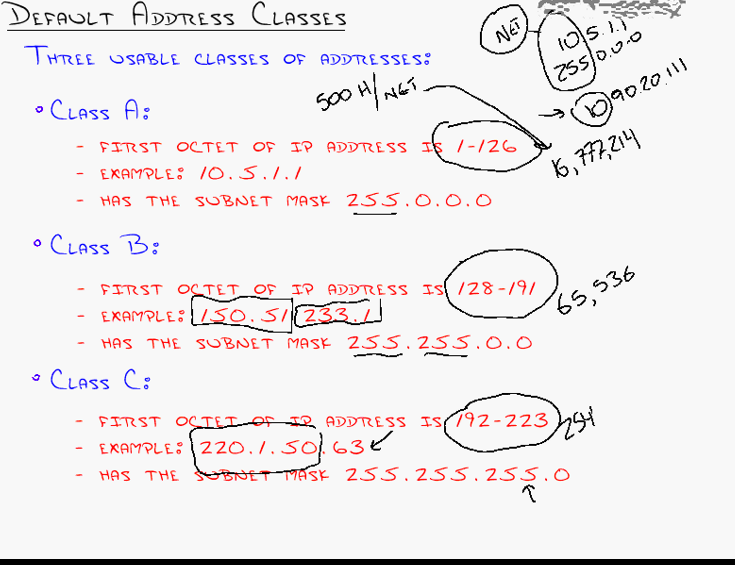 DEFAULT ADDRESS CLASSES
NET
10.5.1.1
255.0.0.0
THREE USABLE CLASSES OF ADDRESSES:
500 H/NET
→ 10.90.20.111
• CLASS A:
- FIRST OCTET OF IP ADDRESS IS 1-126
16,777,214
- EXAMPLE: 10.5.1.1
- HAS THE SUBNET MASK 255.0.0.0
• CLASS B:
- FIRST OCTET OF IP ADDRESS IS 128-191
65,536
- EXAMPLE: 150.51.233.1
- HAS THE SUBNET MASK 255.255.0.0
• CLASS C:
- FIRST OCTET OF IP ADDRESS IS 192-223
254
- EXAMPLE: 220.1.50.63
- HAS THE SUBNET MASK 255.255.255.0